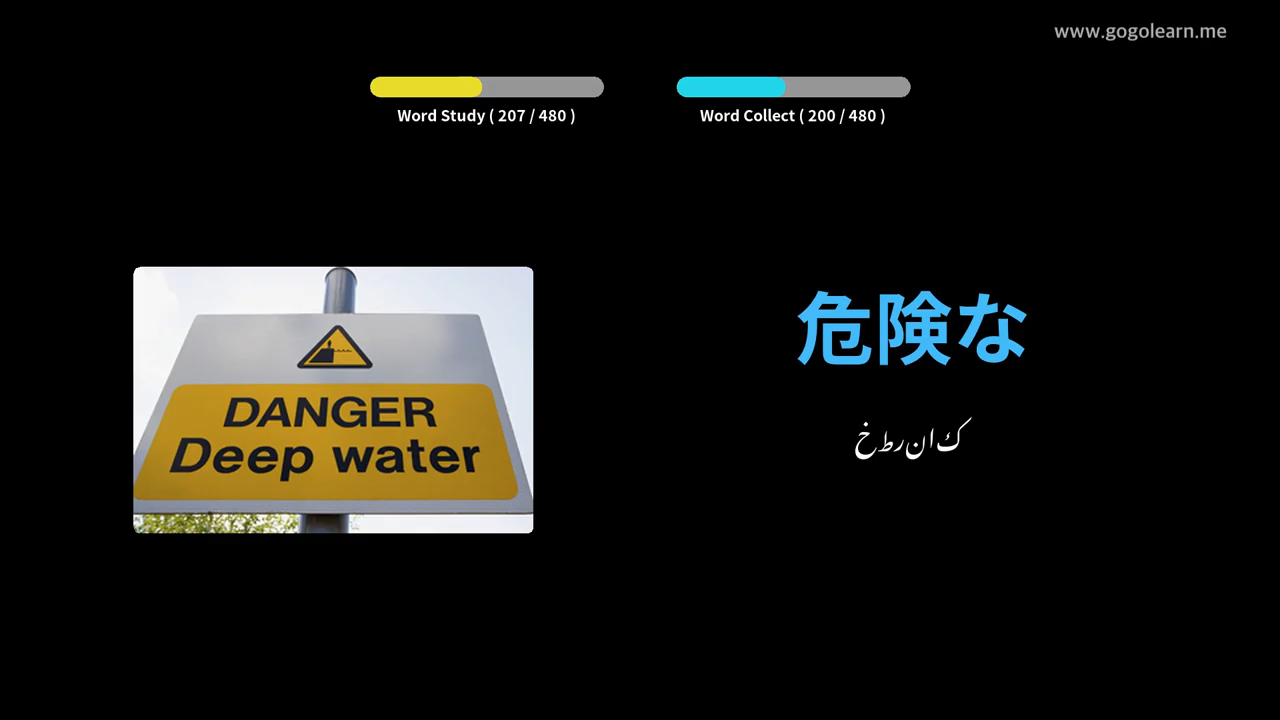 www.gogolearn.me
Word Study ( 207 / 480 )
Word Collect ( 200 / 480 )
DANGER
Deep water
危険な
خطرناک